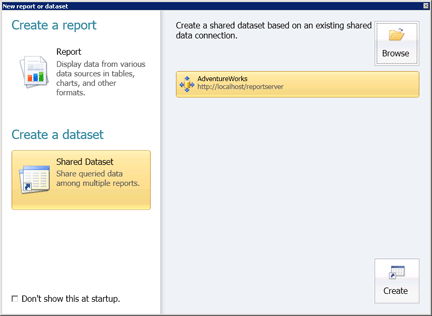 New report or dataset
Create a report
Report
Display data from various
data sources in tables,
charts, and other
formats.
Create a dataset
Shared Dataset
Share queried data
among multiple reports.
Don't show this at startup.
Create a shared dataset based on an existing shared
data connection.
Browse
AdventureWorks
http://localhost/reportserver
Create